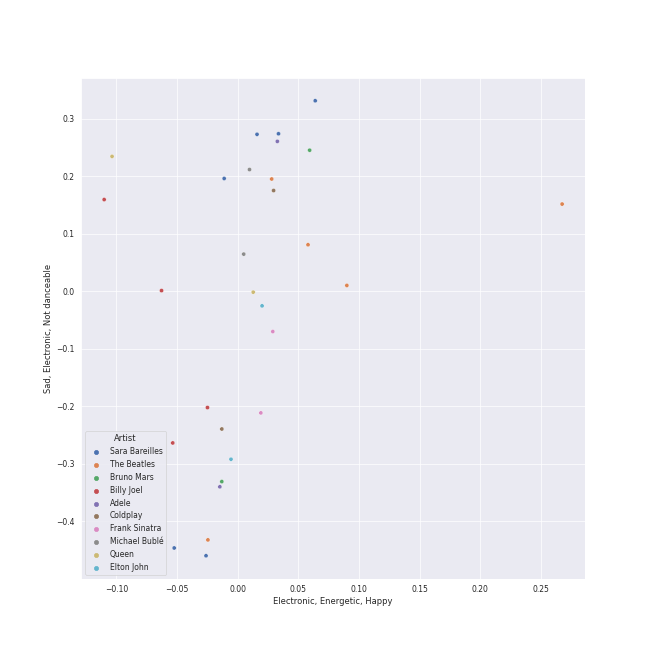 0.3
0.2
0.1
0.0
−0.1
−0.2
−0.3
−0.4
Sad, Electronic, Not danceable
Artist
Sara Bareilles
The Beatles
Bruno Mars
Billy Joel
Adele
Coldplay
Frank Sinatra
Michael Bublé
Queen
Elton John
−0.10 −0.05 0.00 0.05 0.10 0.15 0.20 0.25
Electronic, Energetic, Happy